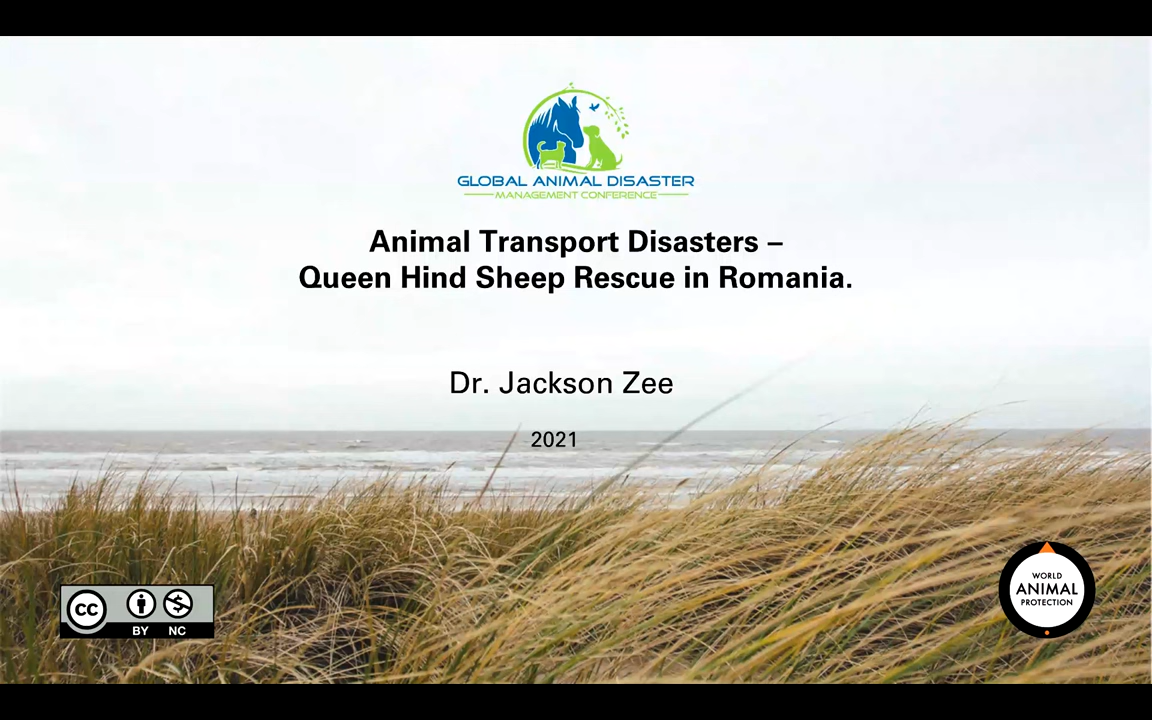 GLOBAL ANIMAL DISASTER
MANAGEMENT CONFERENCE
Animal Transport Disasters –
Queen Hind Sheep Rescue in Romania.
Dr. Jackson Zee
2021
WORLD
ANIMAL
PROTECTION
cc
BY NC